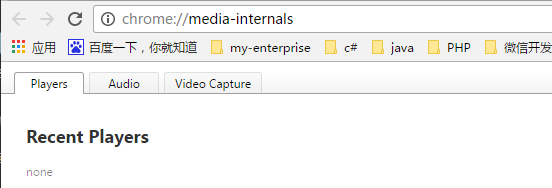 chrome://media-internals
应用 百度一下，你就知道 my-enterprise c# java PHP 微信开发
Players Audio Video Capture
Recent Players
none